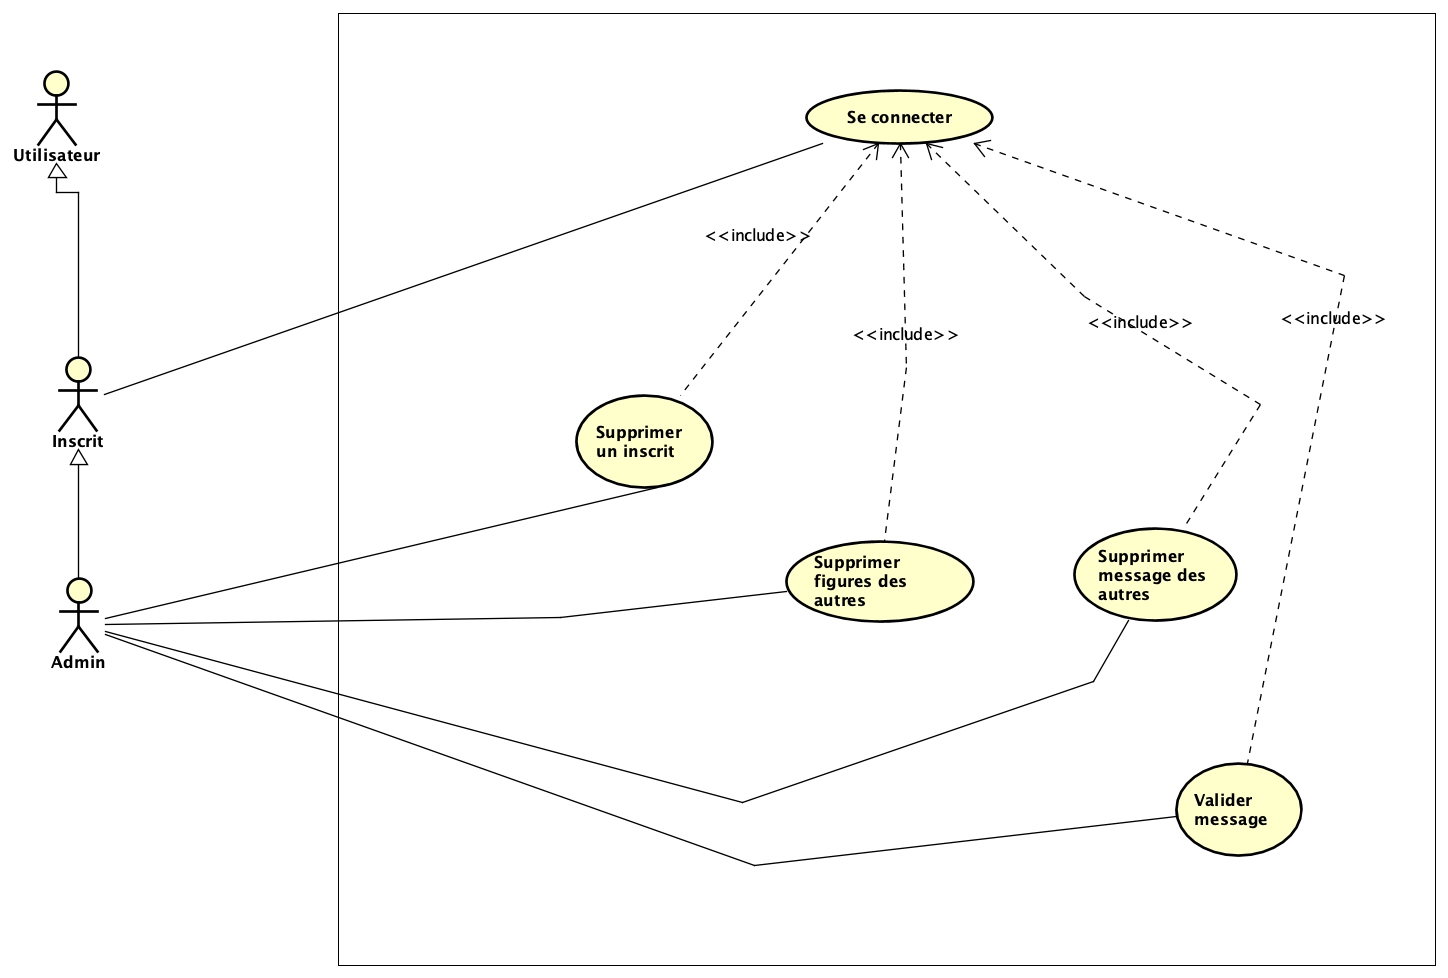 Se connecter
Utilisateur
<<include>>
<<include>>
<<include>>
<<include>>
Inscrit
Supprimer
un inscrit
Supprimer
figures des
autres
Supprimer
message des
autres
Admin
Valider
message